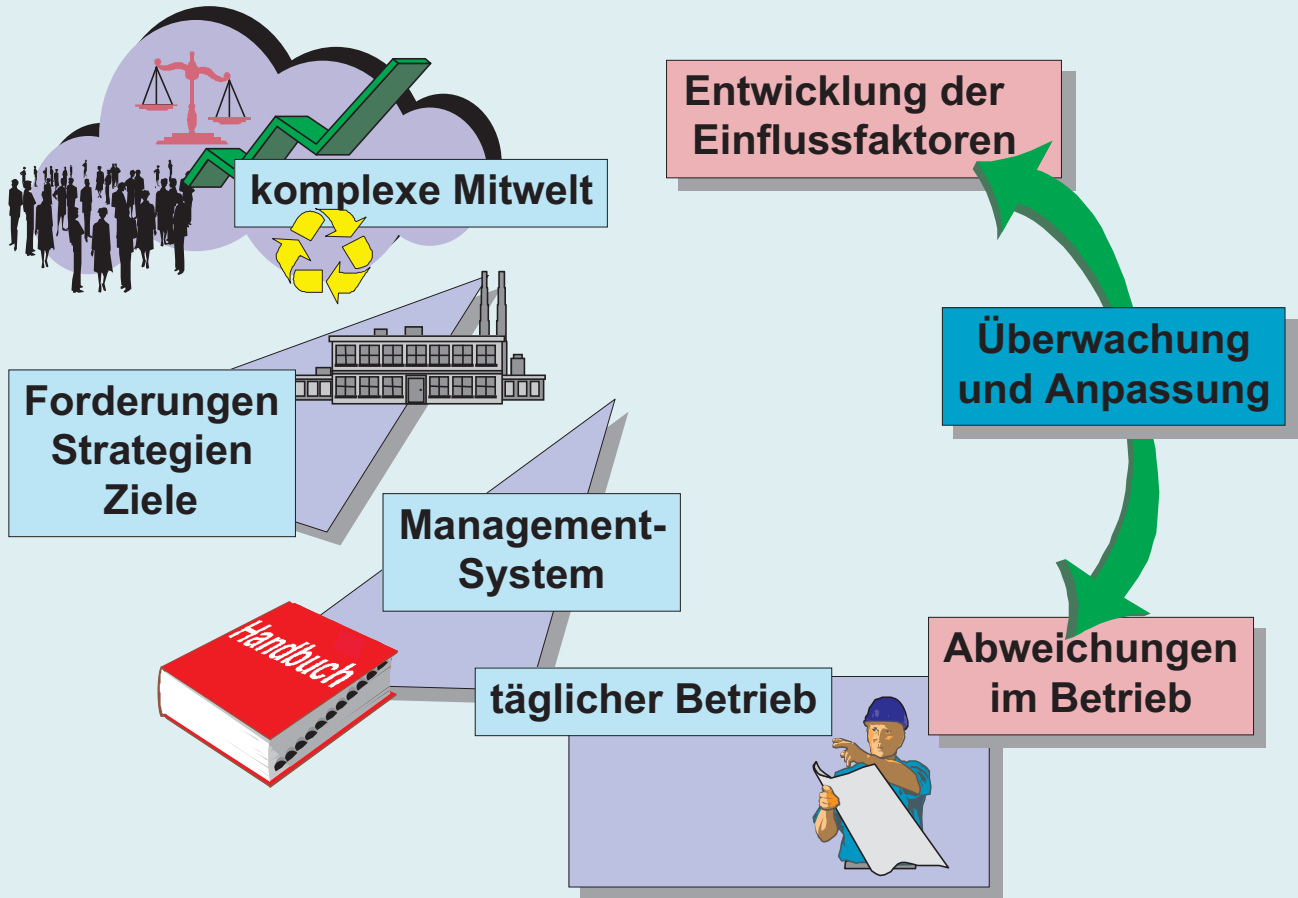 komplexe Mitwelt
Forderungen
Strategien
Ziele
Management-
System
Handbuch
täglicher Betrieb
Entwicklung der
Einflussfaktoren
Überwachung
und Anpassung
Abweichungen
im Betrieb